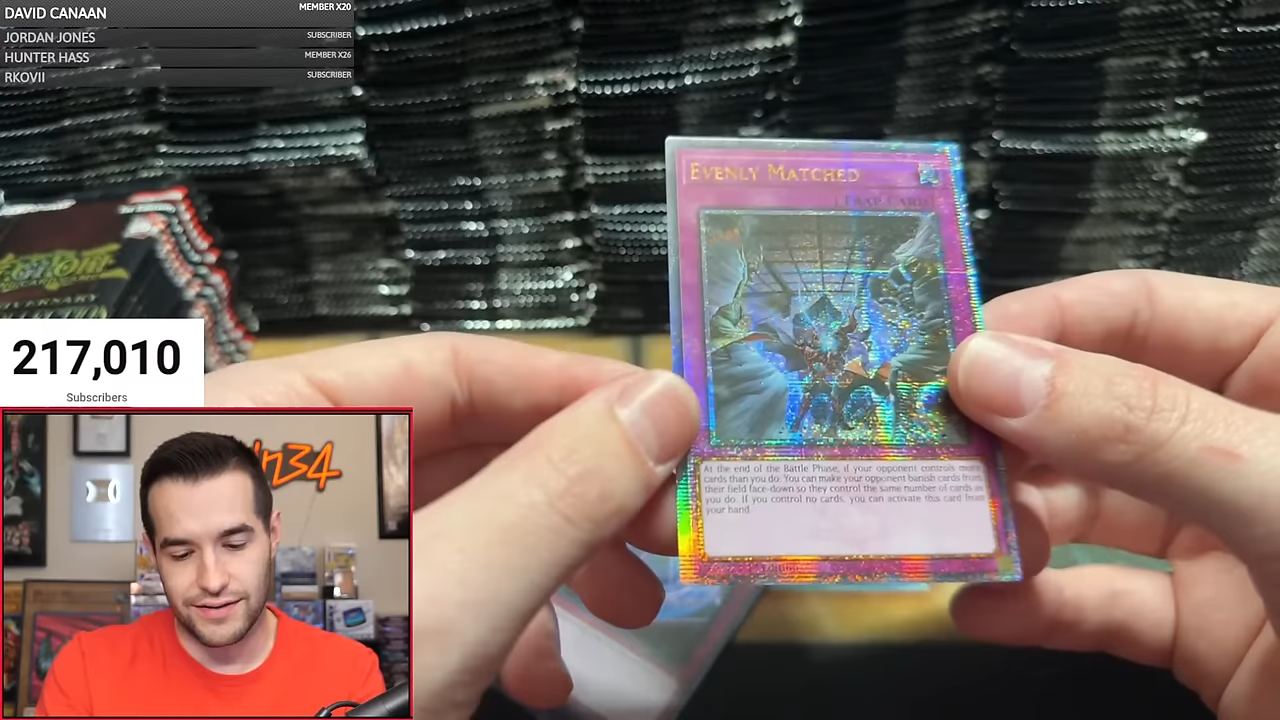 DAVID CANAAN
MEMBER X20
JORDAN JONES
SUBSCRIBER
HUNTER HASS
MEMBER X26
RKOVII
SUBSCRIBER
EVENLY MATCHED
TRAP CARD
217,010
Subscribers
34
At the end of the Battle Phase, if your opponent controls more
cards than you do: You can make your opponent banish cards from
their field face-down so they control the same number of cards as
you do. If you control no cards, you can activate this card from
your hand.